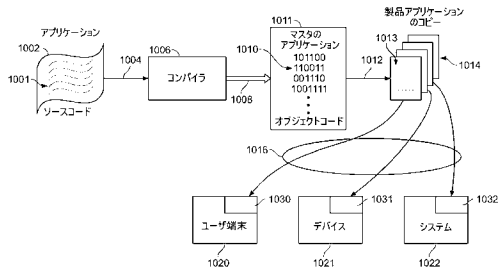 アプリケーション
1002
1001
ソースコード
1004
1006
コンパイラ
1008
1011
マスタの
アプリケーション
1010
101100
110011
001110
1001111
オブジェクトコード
1012
製品アプリケーション
のコピー
1013
1014
.....
1016
1030
ユーザ端末
1020
1031
デバイス
1021
1032
システム
1022